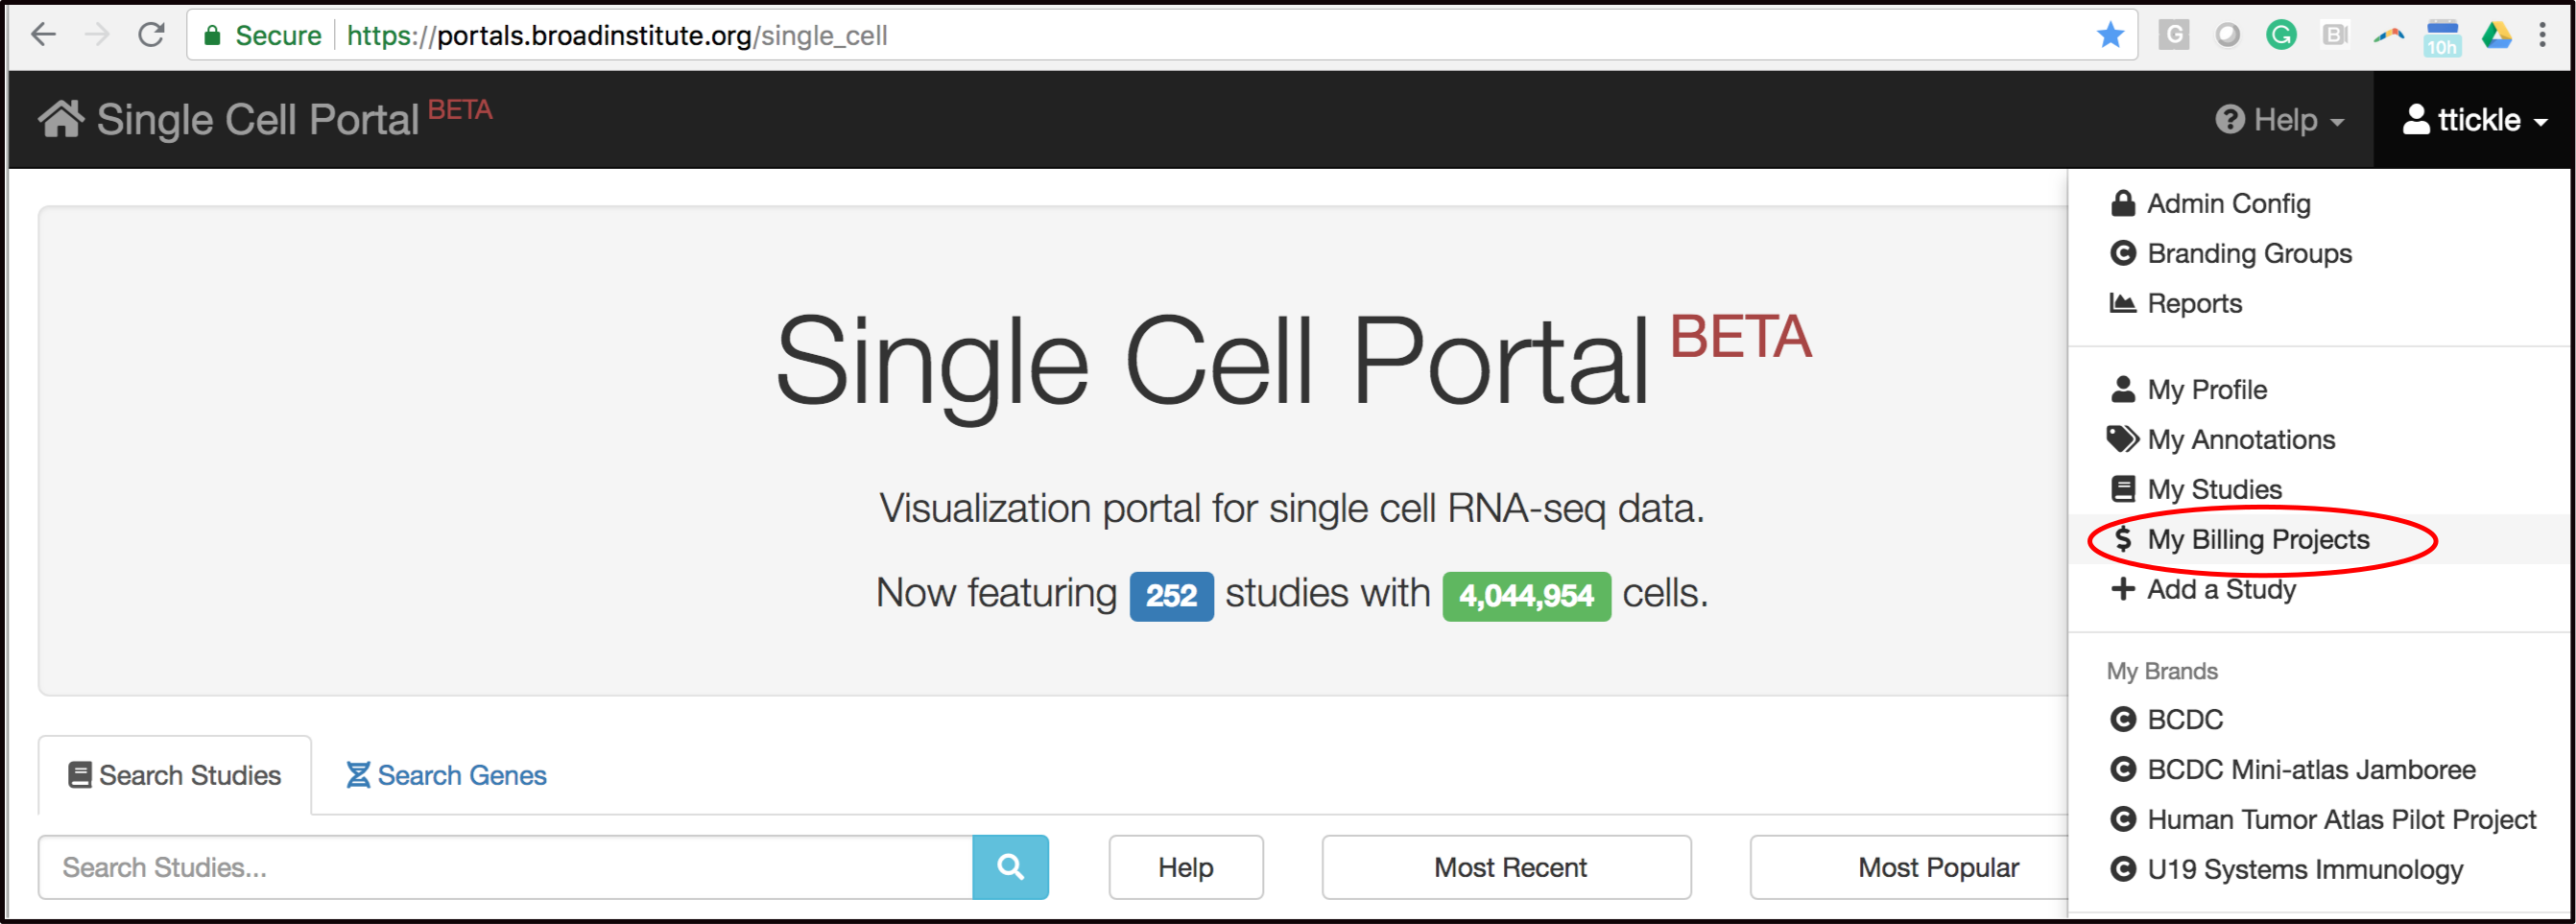 Secure https://portals.broadinstitute.org/single_cell
G G B 10h
Single Cell Portal BETA Help ttickle
Admin Config
Branding Groups
Reports
My Profile
My Annotations
My Studies
$ My Billing Projects
Add a Study
My Brands
BCDC
BCDC Mini-atlas Jamboree
Human Tumor Atlas Pilot Project
U19 Systems Immunology
Single Cell Portal BETA
Visualization portal for single cell RNA-seq data.
Now featuring 252 studies with 4,044,954 cells.
Search Studies Search Genes
Search Studies... Help Most Recent Most Popular